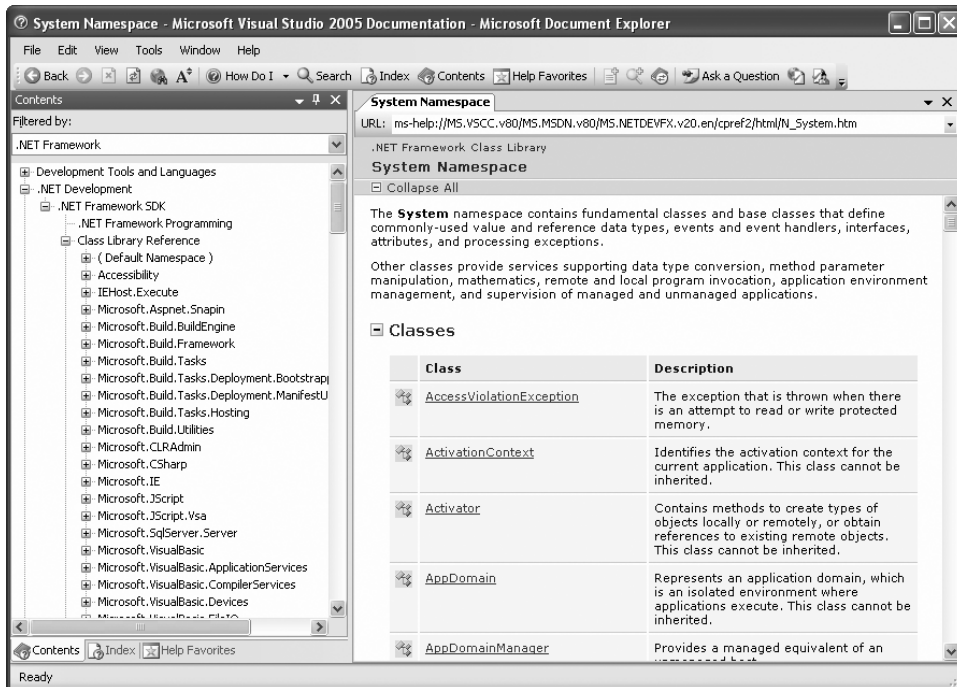 System Namespace - Microsoft Visual Studio 2005 Documentation - Microsoft Document Explorer
File Edit View Tools Window Help
Back How Do I Search Index Contents Help Favorites Ask a Question
Contents
Filtered by:
.NET Framework
Development Tools and Languages
.NET Development
.NET Framework SDK
.NET Framework Programming
Class Library Reference
( Default Namespace )
Accessibility
IEHost.Execute
Microsoft.Aspnet.Snapin
Microsoft.Build.BuildEngine
Microsoft.Build.Framework
Microsoft.Build.Tasks
Microsoft.Build.Tasks.Deployment.Bootstrapp
Microsoft.Build.Tasks.Deployment.ManifestU
Microsoft.Build.Tasks.Hosting
Microsoft.Build.Utilities
Microsoft.CLRAdmin
Microsoft.CSharp
Microsoft.IE
Microsoft.JScript
Microsoft.JScript.Vsa
Microsoft.SqlServer.Server
Microsoft.VisualBasic
Microsoft.VisualBasic.ApplicationServices
Microsoft.VisualBasic.CompilerServices
Microsoft.VisualBasic.Devices
Microsoft.VisualBasic.FileIO
Contents Index Help Favorites
System Namespace
URL: ms-help://MS.VSCC.v80/MS.MSDN.v80/MS.NETDEVFX.v20.en/cpref2/html/N_System.htm
.NET Framework Class Library
System Namespace
Collapse All
The System namespace contains fundamental classes and base classes that define
commonly-used value and reference data types, events and event handlers, interfaces,
attributes, and processing exceptions.
Other classes provide services supporting data type conversion, method parameter
manipulation, mathematics, remote and local program invocation, application environment
management, and supervision of managed and unmanaged applications.
Classes
Class Description
AccessViolationException The exception that is thrown when there
is an attempt to read or write protected
memory.
ActivationContext Identifies the activation context for the
current application. This class cannot be
inherited.
Activator Contains methods to create types of
objects locally or remotely, or obtain
references to existing remote objects.
This class cannot be inherited.
AppDomain Represents an application domain, which
is an isolated environment where
applications execute. This class cannot be
inherited.
AppDomainManager Provides a managed equivalent of an
unmanaged host.
Ready